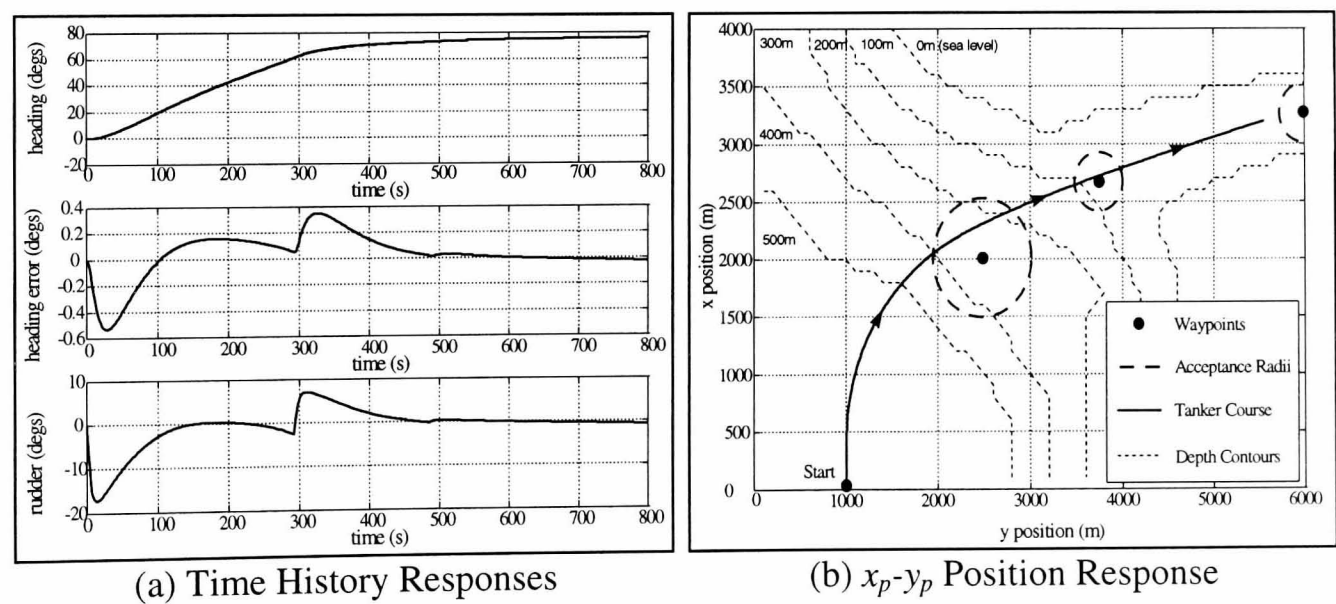 80
60
40
20
0
-20
heading (degs)
0 100 200 300 400 500 600 700 800
time (s)
0.4
0.2
0
-0.2
-0.4
-0.6
heading error (degs)
0 100 200 300 400 500 600 700 800
time (s)
10
0
-10
-20
rudder (degs)
0 100 200 300 400 500 600 700 800
time (s)
(a) Time History Responses
4000
3500
3000
2500
2000
1500
1000
500
0
x position (m)
300m
200m
100m
0m (sea level)
400m
500m
Start
Waypoints
Acceptance Radii
Tanker Course
Depth Contours
0 1000 2000 3000 4000 5000 6000
y position (m)
(b) xp-yp Position Response